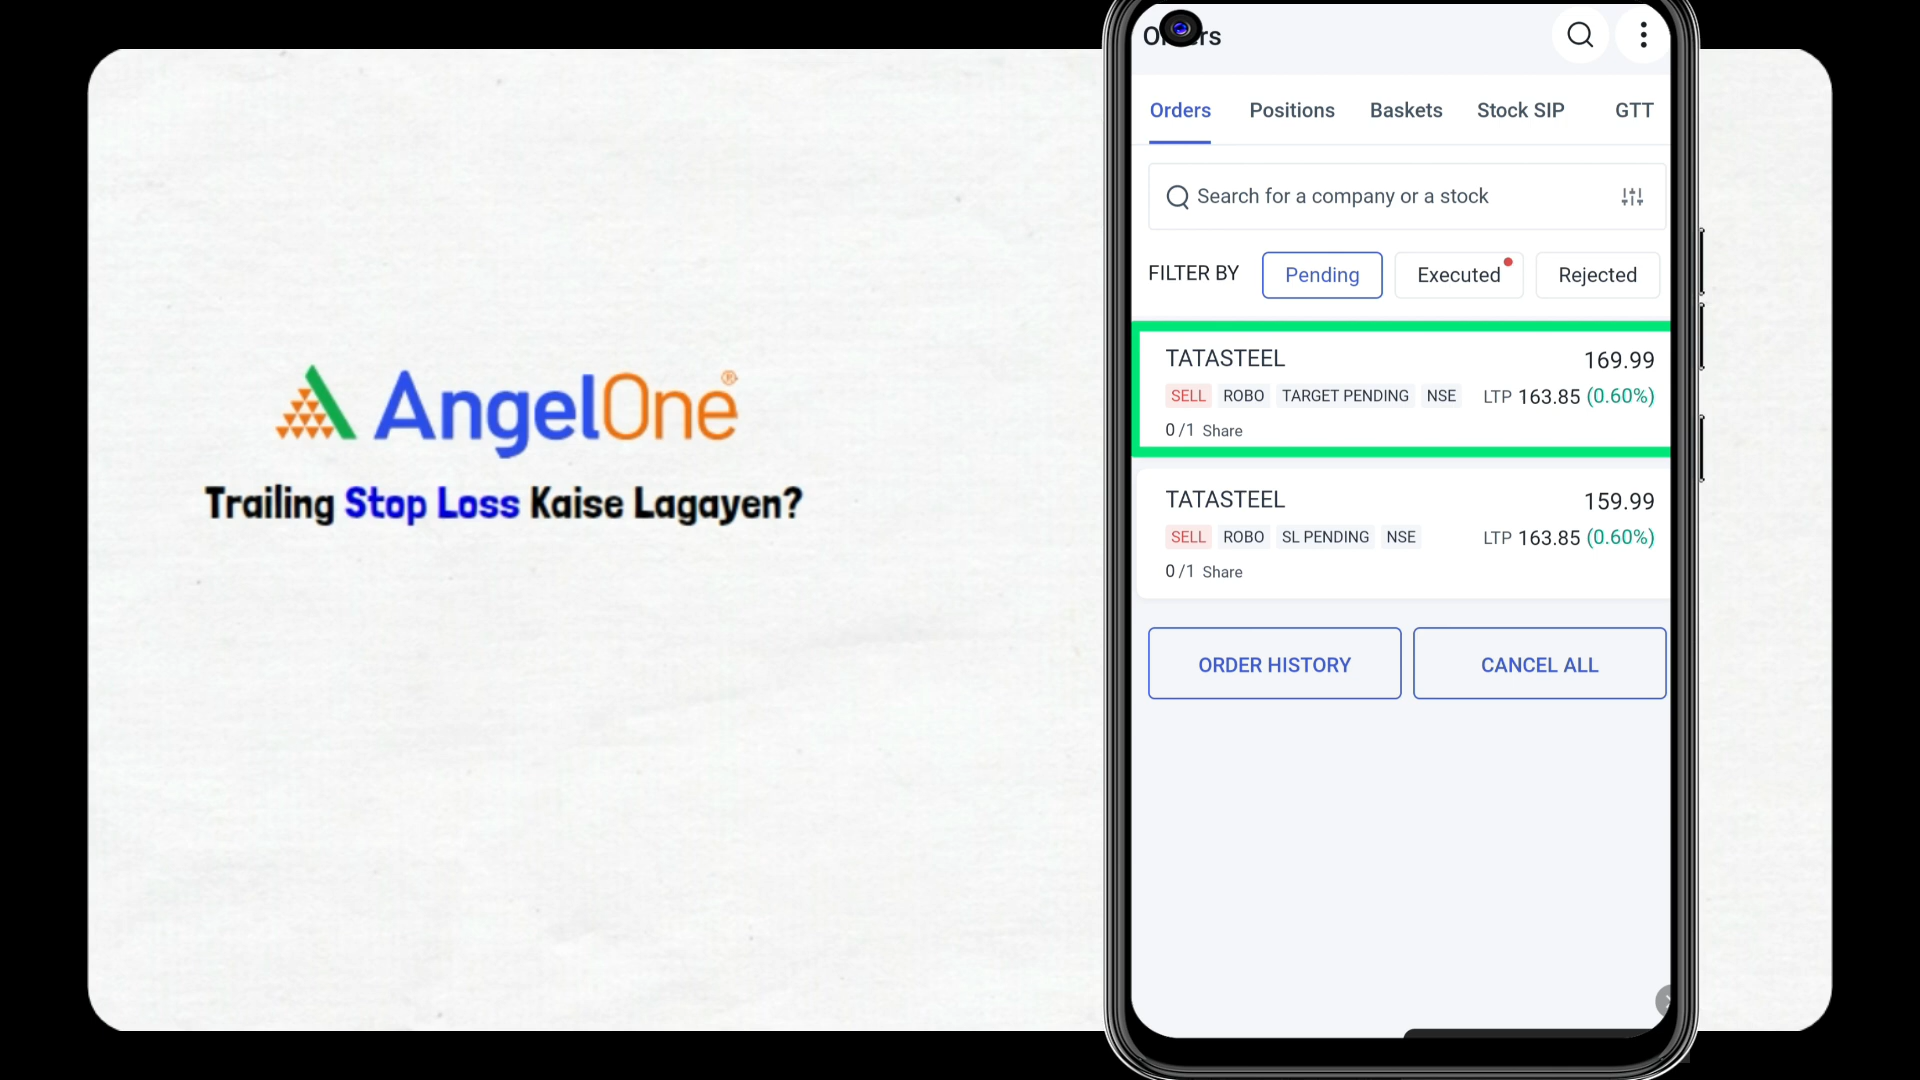 AngelOne®
Trailing Stop Loss Kaise Lagayen?
Orders Positions Baskets Stock SIP GTT
Search for a company or a stock
FILTER BY Pending Executed Rejected
TATASTEEL 169.99
SELL ROBO TARGET PENDING NSE LTP 163.85 (0.60%)
0 /1 Share
TATASTEEL 159.99
SELL ROBO SL PENDING NSE LTP 163.85 (0.60%)
0 /1 Share
ORDER HISTORY CANCEL ALL